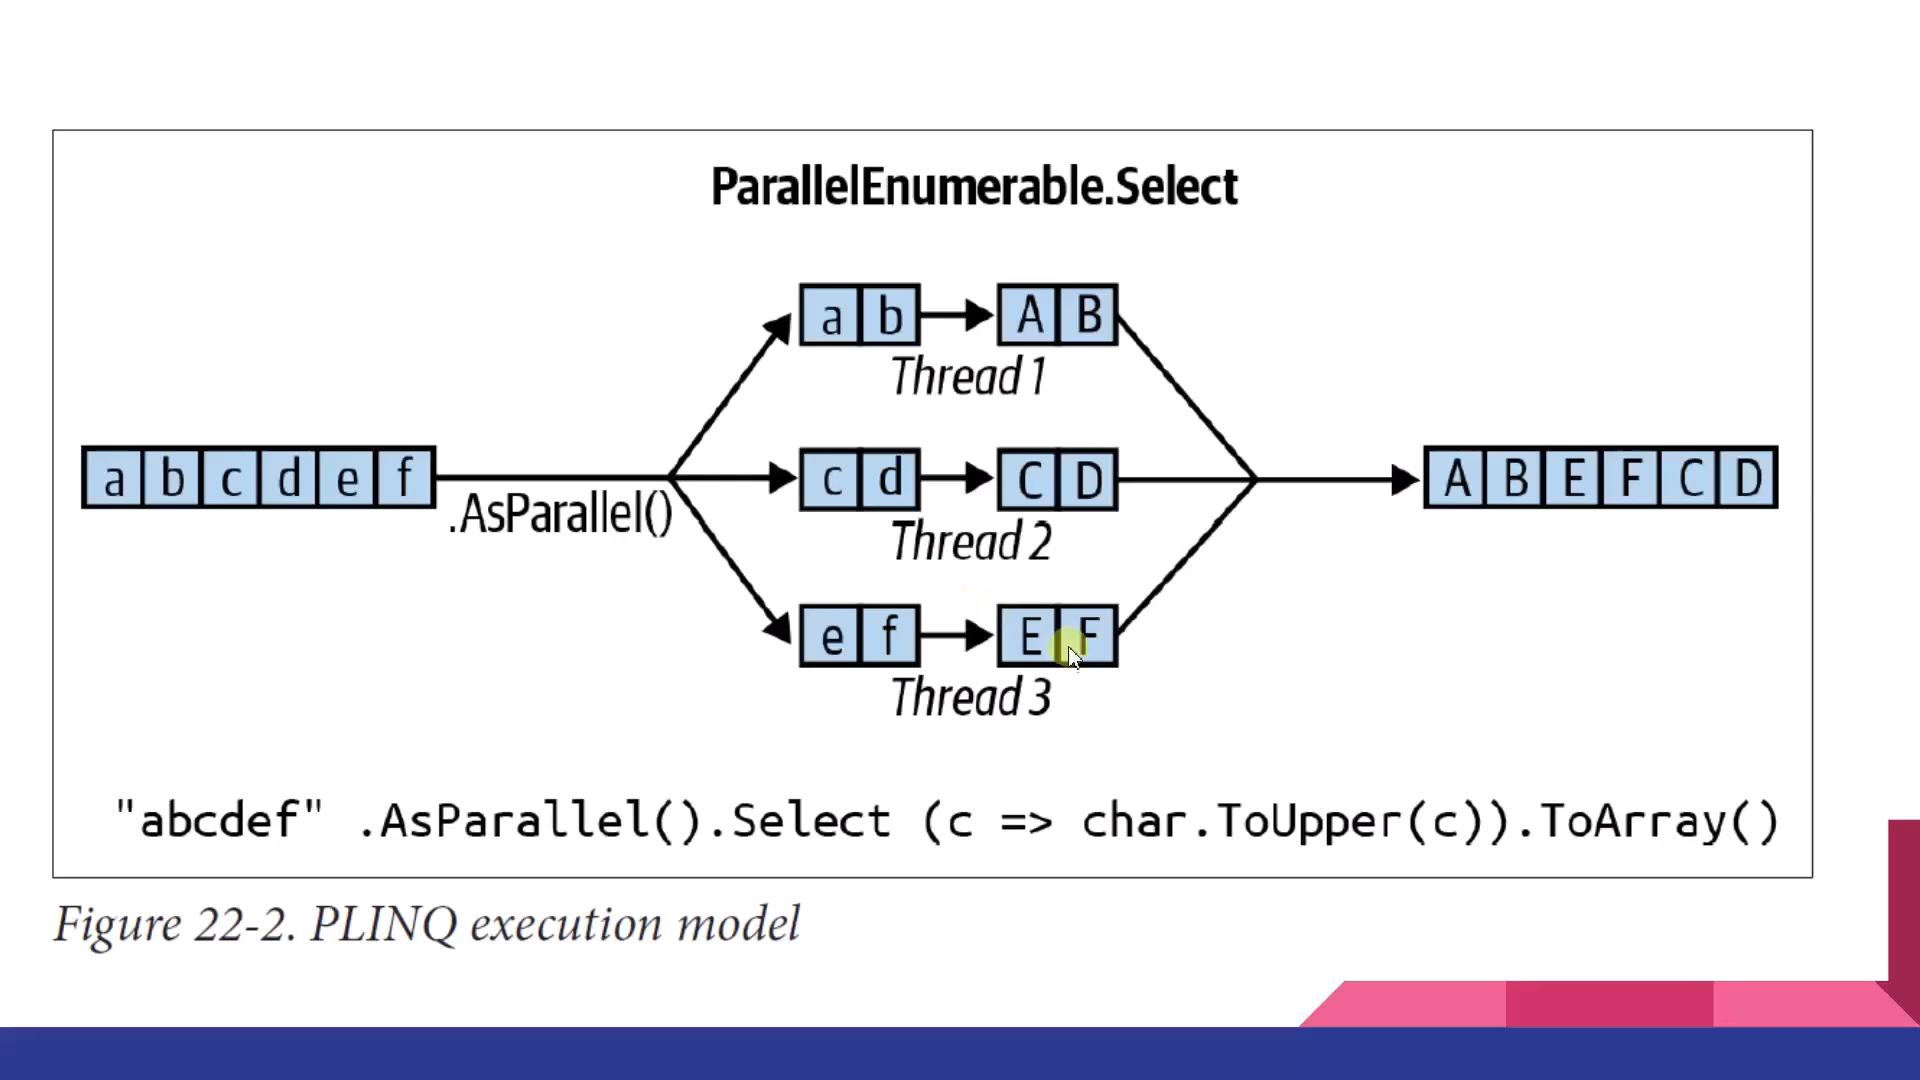 ParallelEnumerable.Select
a b A B
Thread 1
a b c d e f
.AsParallel()
c d C D
Thread 2
A B E F C D
e f E F
Thread 3
"abcdef" .AsParallel().Select (c => char.ToUpper(c)).ToArray()
Figure 22-2. PLINQ execution model